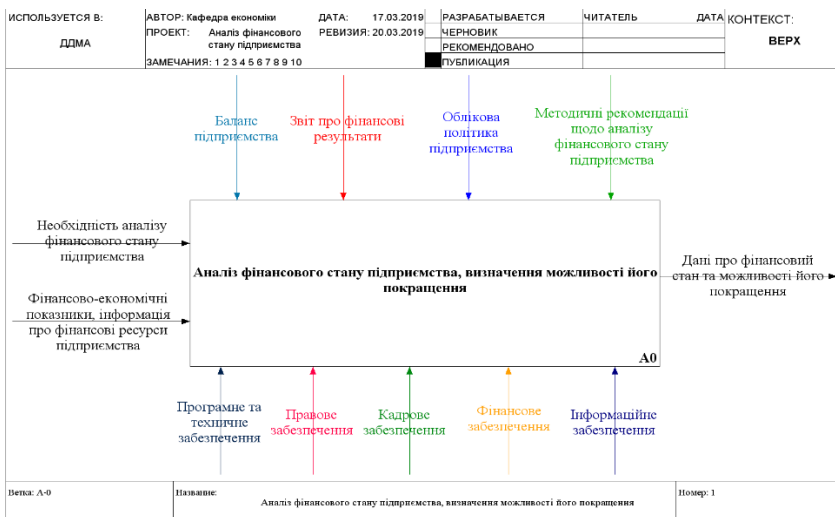 ИСПОЛЬЗУЕТСЯ В:
ДДМА
АВТОР: Кафедра економіки
ДАТА: 17.03.2019
ПРОЕКТ: Аналіз фінансового
стану підприємства
РЕВИЗИЯ: 20.03.2019
ЗАМЕЧАНИЯ: 1 2 3 4 5 6 7 8 9 10
РАЗРАБАТЫВАЕТСЯ
ЧЕРНОВИК
РЕКОМЕНДОВАНО
ПУБЛИКАЦИЯ
ЧИТАТЕЛЬ
ДАТА
КОНТЕКСТ:
ВЕРХ
Баланс
підприємства
Звіт про фінансові
результати
Облікова
політика
підприємства
Методичні рекомендації
щодо аналізу
фінансового стану
підприємства
Необхідність аналізу
фінансового стану
підприємства
Фінансово-економічні
показники, інформація
про фінансові ресурси
підприємства
Аналіз фінансового стану підприємства, визначення можливості його
покращення
A0
Дані про фінансовий
стан та можливості його
покращення
Програмне та
техничне
забезпечення
Правове
забезпечення
Кадрове
забезпечення
Фінансове
забезпечення
Інформаційне
забезпечення
Ветка: A-0
Название:
Аналіз фінансового стану підприємства, визначення можливості його покращення
Номер: 1